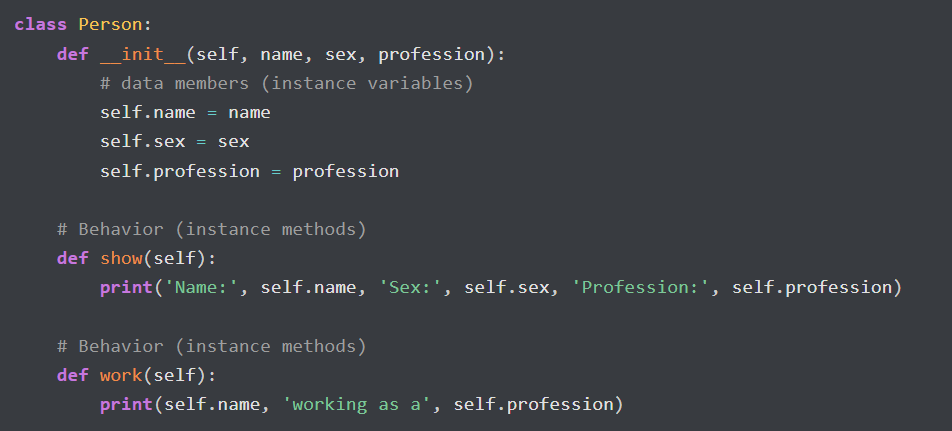 class Person:
    def __init__(self, name, sex, profession):
        # data members (instance variables)
        self.name = name
        self.sex = sex
        self.profession = profession

    # Behavior (instance methods)
    def show(self):
        print('Name:', self.name, 'Sex:', self.sex, 'Profession:', self.profession)

    # Behavior (instance methods)
    def work(self):
        print(self.name, 'working as a', self.profession)